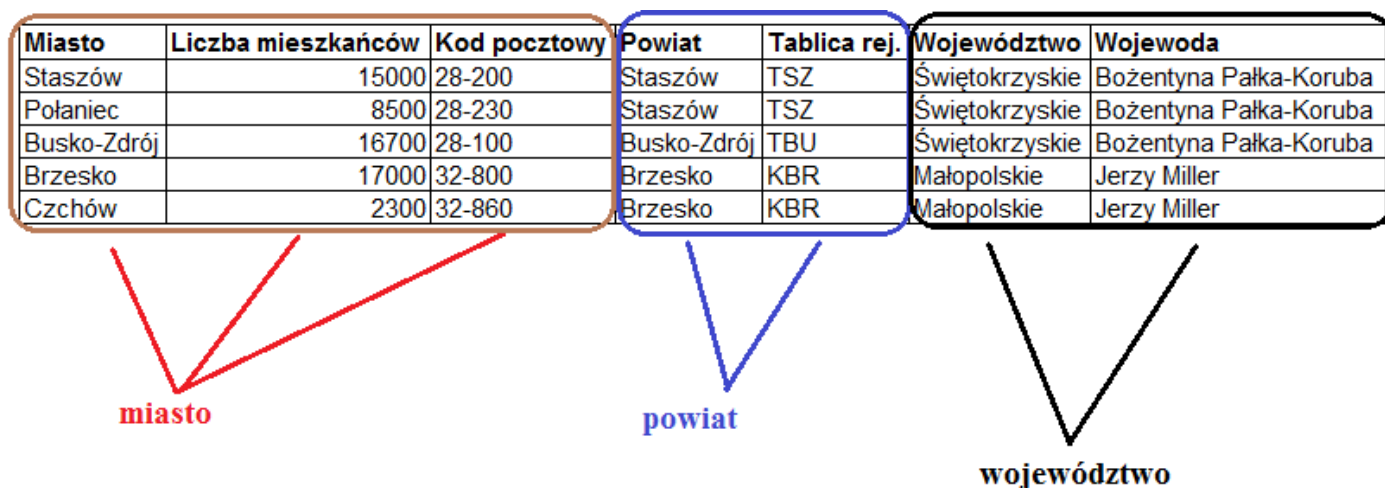 Miasto Liczba mieszkańców Kod pocztowy Powiat Tablica rej. Województwo Wojewoda
Staszów 15000 28-200 Staszów TSZ Świętokrzyskie Bożentyna Pałka-Koruba
Połaniec 8500 28-230 Staszów TSZ Świętokrzyskie Bożentyna Pałka-Koruba
Busko-Zdrój 16700 28-100 Busko-Zdrój TBU Świętokrzyskie Bożentyna Pałka-Koruba
Brzesko 17000 32-800 Brzesko KBR Małopolskie Jerzy Miller
Czchów 2300 32-860 Brzesko KBR Małopolskie Jerzy Miller
miasto powiat
województwo